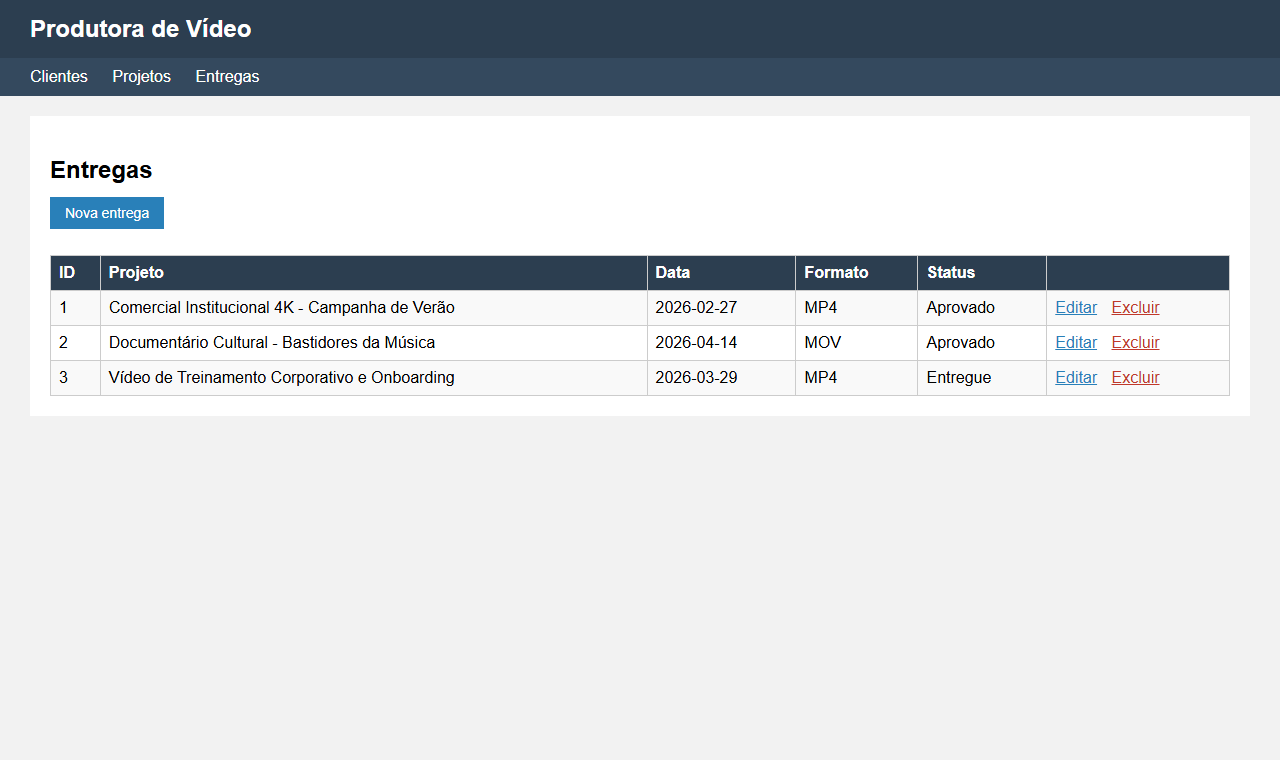 Produtora de Vídeo
Clientes Projetos Entregas
Entregas
Nova entrega
ID Projeto Data Formato Status
1 Comercial Institucional 4K - Campanha de Verão 2026-02-27 MP4 Aprovado Editar Excluir
2 Documentário Cultural - Bastidores da Música 2026-04-14 MOV Aprovado Editar Excluir
3 Vídeo de Treinamento Corporativo e Onboarding 2026-03-29 MP4 Entregue Editar Excluir